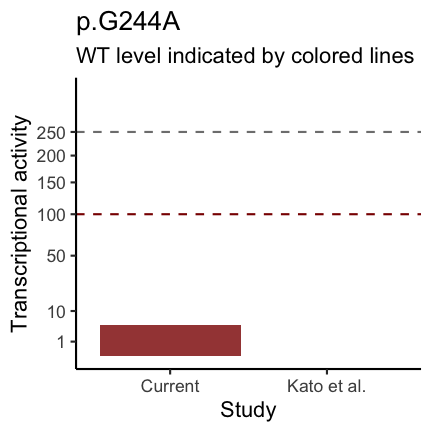 p.G244A
WT level indicated by colored lines
Transcriptional activity
250
200
150
100
50
10
1
Current
Kato et al.
Study